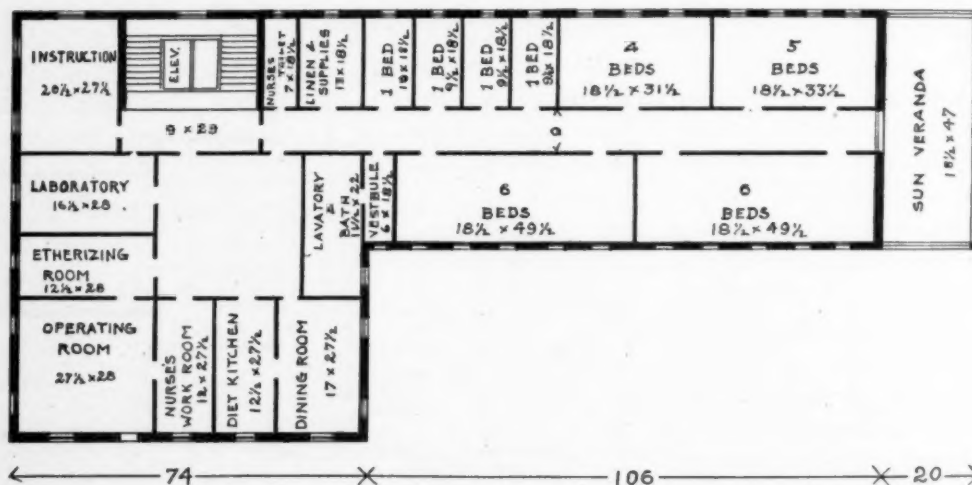 INSTRUCTION
20½ × 27½
ELEV.
NURSES
TOILET
7 × 18½
LINEN &
SUPPLIES
13 × 18½
1 BED
10 × 18½
1 BED
9½ × 18½
1 BED
9½ × 18½
1 BED
9½ × 18½
4
BEDS
18½ × 31½
5
BEDS
18½ × 33½
SUN VERANDA
18½ × 47
9 × 29
9
LABORATORY
16½ × 28
LAVATORY
&
BATH
11½ × 22
VESTIBULE
6 × 18½
6
BEDS
18½ × 49½
6
BEDS
18½ × 49½
ETHERIZING
ROOM
12½ × 28
OPERATING
ROOM
27½ × 28
NURSE'S
WORK ROOM
12 × 27½
DIET KITCHEN
12½ × 27½
DINING ROOM
17 × 27½
74
106
20